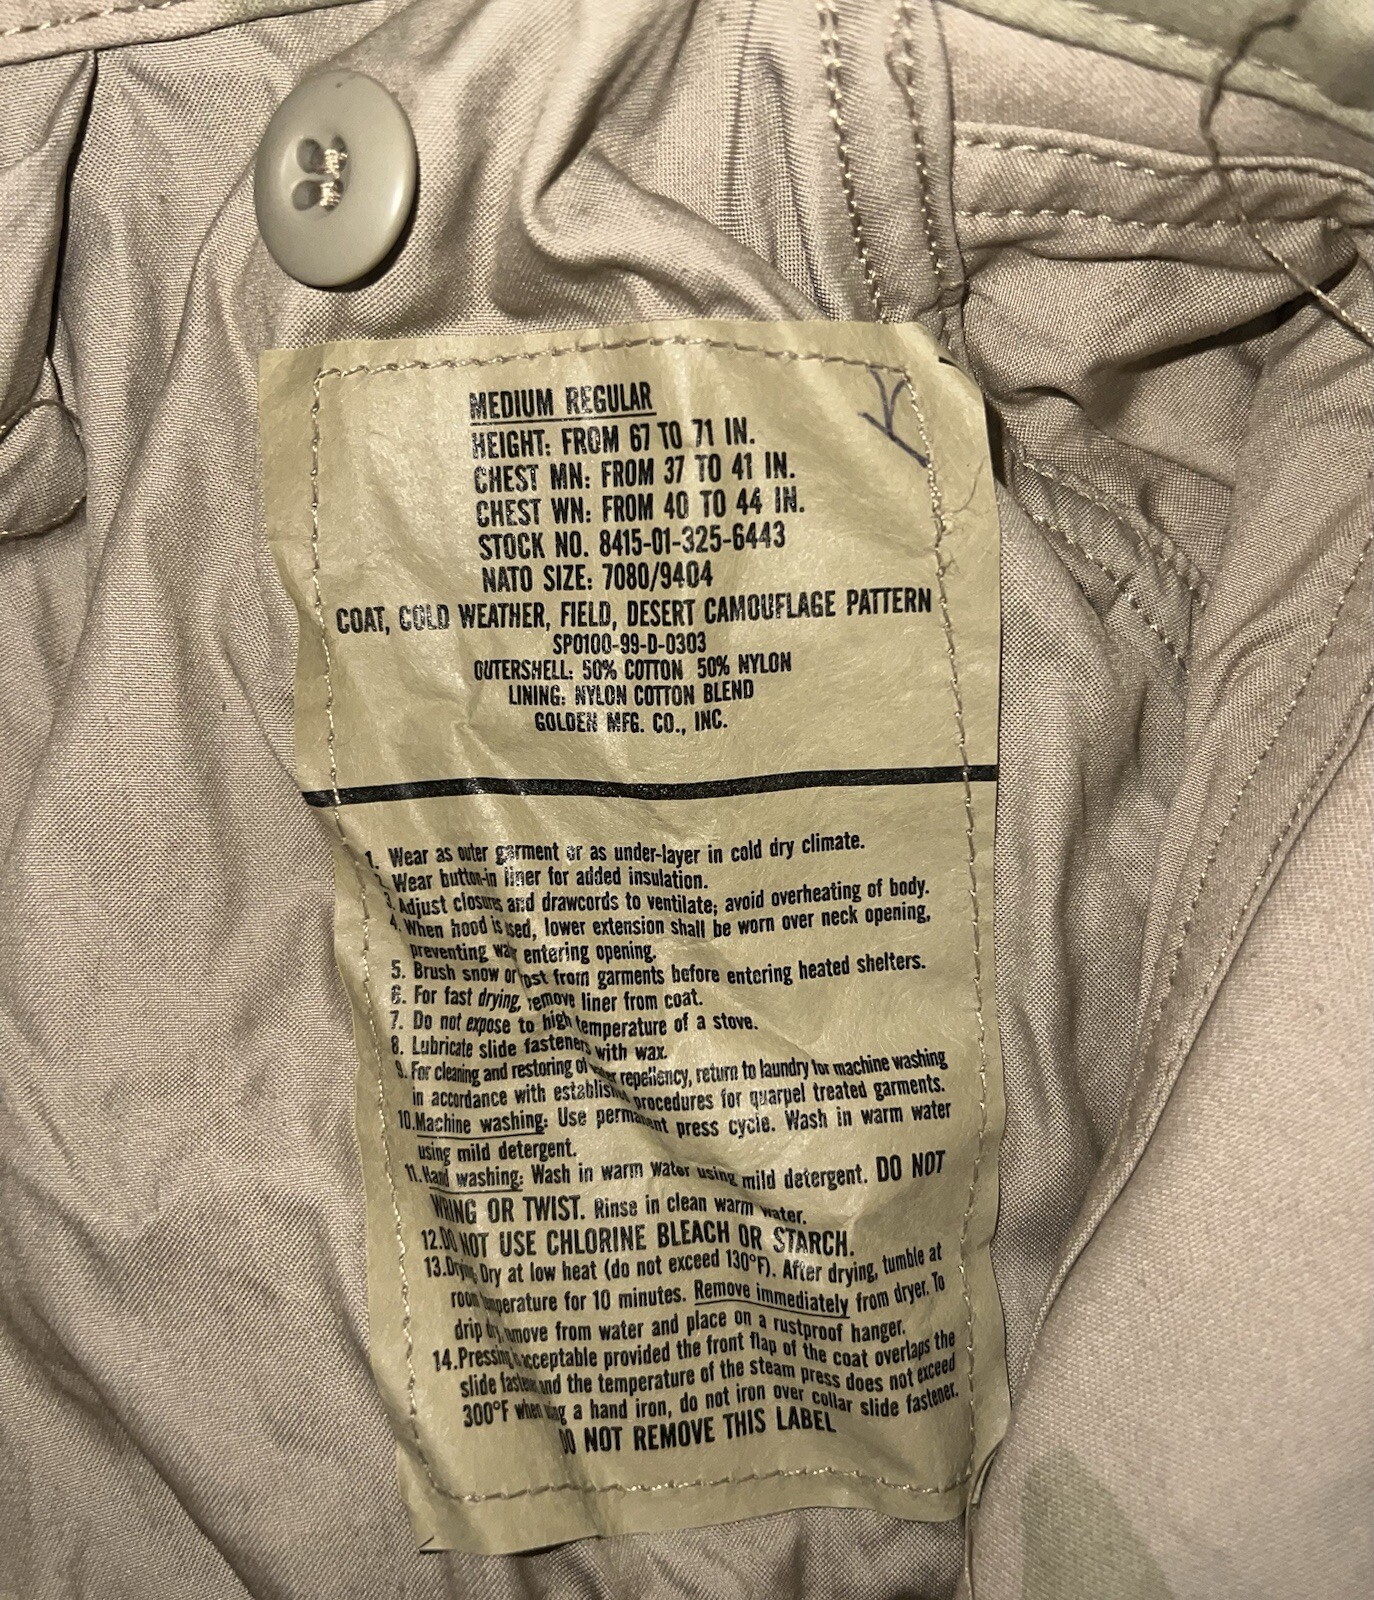 MEDIUM REGULAR
HEIGHT: FROM 67 TO 71 IN.
CHEST MN: FROM 37 TO 41 IN.
CHEST WN: FROM 40 TO 44 IN.
STOCK NO. 8415-01-325-6443
NATO SIZE: 7080/9404
COAT, COLD WEATHER, FIELD, DESERT CAMOUFLAGE PATTERN
SPO100-99-D-0303
OUTERSHELL: 50% COTTON 50% NYLON
LINING: NYLON COTTON BLEND
GOLDEN MFG. CO., INC.
1. Wear as outer garment or as under-layer in cold dry climate.
2. Wear button-in liner for added insulation.
3. Adjust closures and drawcords to ventilate; avoid overheating of body.
4. When hood is used, lower extension shall be worn over neck opening,
preventing entering opening.
5. Brush snow or from garments before entering heated shelters.
6. For fast drying, remove liner from coat.
7. Do not expose to high temperature of a stove.
8. Lubricate slide fasteners with wax.
9. For cleaning and restoring of repellency, return to laundry for machine washing
in accordance with procedures for quarpel treated garments.
10. Machine washing: Use permanent press cycle. Wash in warm water
using mild detergent.
11. Hand washing: Wash in warm water using mild detergent. DO NOT
WRING OR TWIST. Rinse in clean warm water.
12. DO NOT USE CHLORINE BLEACH OR STARCH.
13. Dry at low heat (do not exceed 130°F). After drying, tumble at
room temperature for 10 minutes. Remove immediately from dryer. To
drip move from water and place on a rustproof hanger.
14. Pressing acceptable provided the front flap of the coat overlaps the
slide and the temperature of the steam press does not exceed
300°F when a hand iron, do not iron over collar slide fastener.
DO NOT REMOVE THIS LABEL